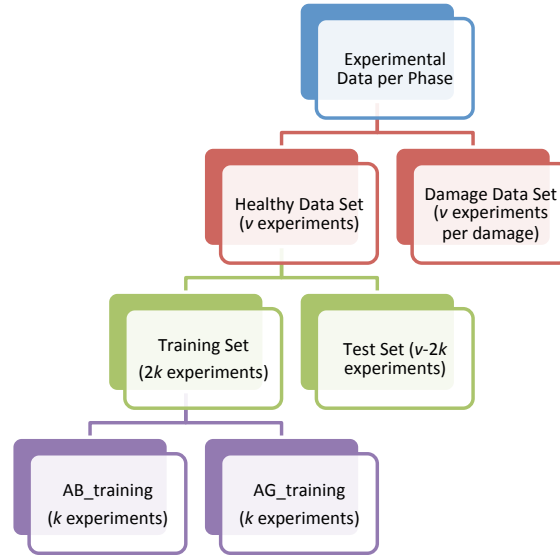 Experimental
Data per Phase
Healthy Data Set
(v experiments)
Damage Data Set
(v experiments
per damage)
Training Set
(2k experiments)
Test Set (v-2k
experiments)
AB_training
(k experiments)
AG_training
(k experiments)